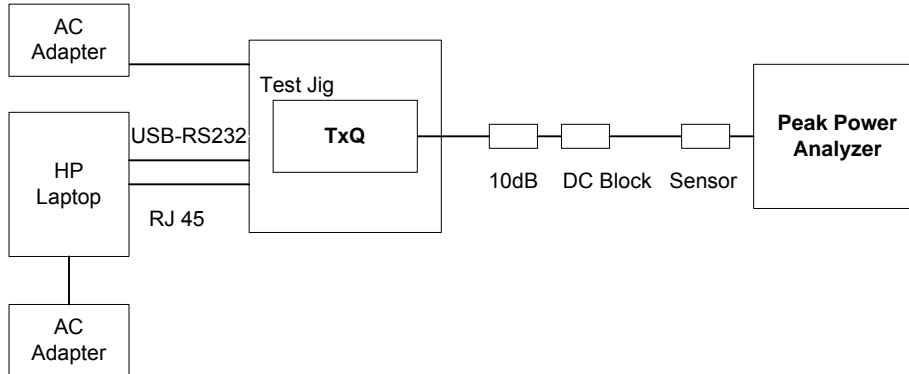 AC
Adapter
Test Jig
USB-RS232
TxQ
Peak Power
Analyzer
HP
Laptop
10dB
DC Block
Sensor
RJ 45
AC
Adapter